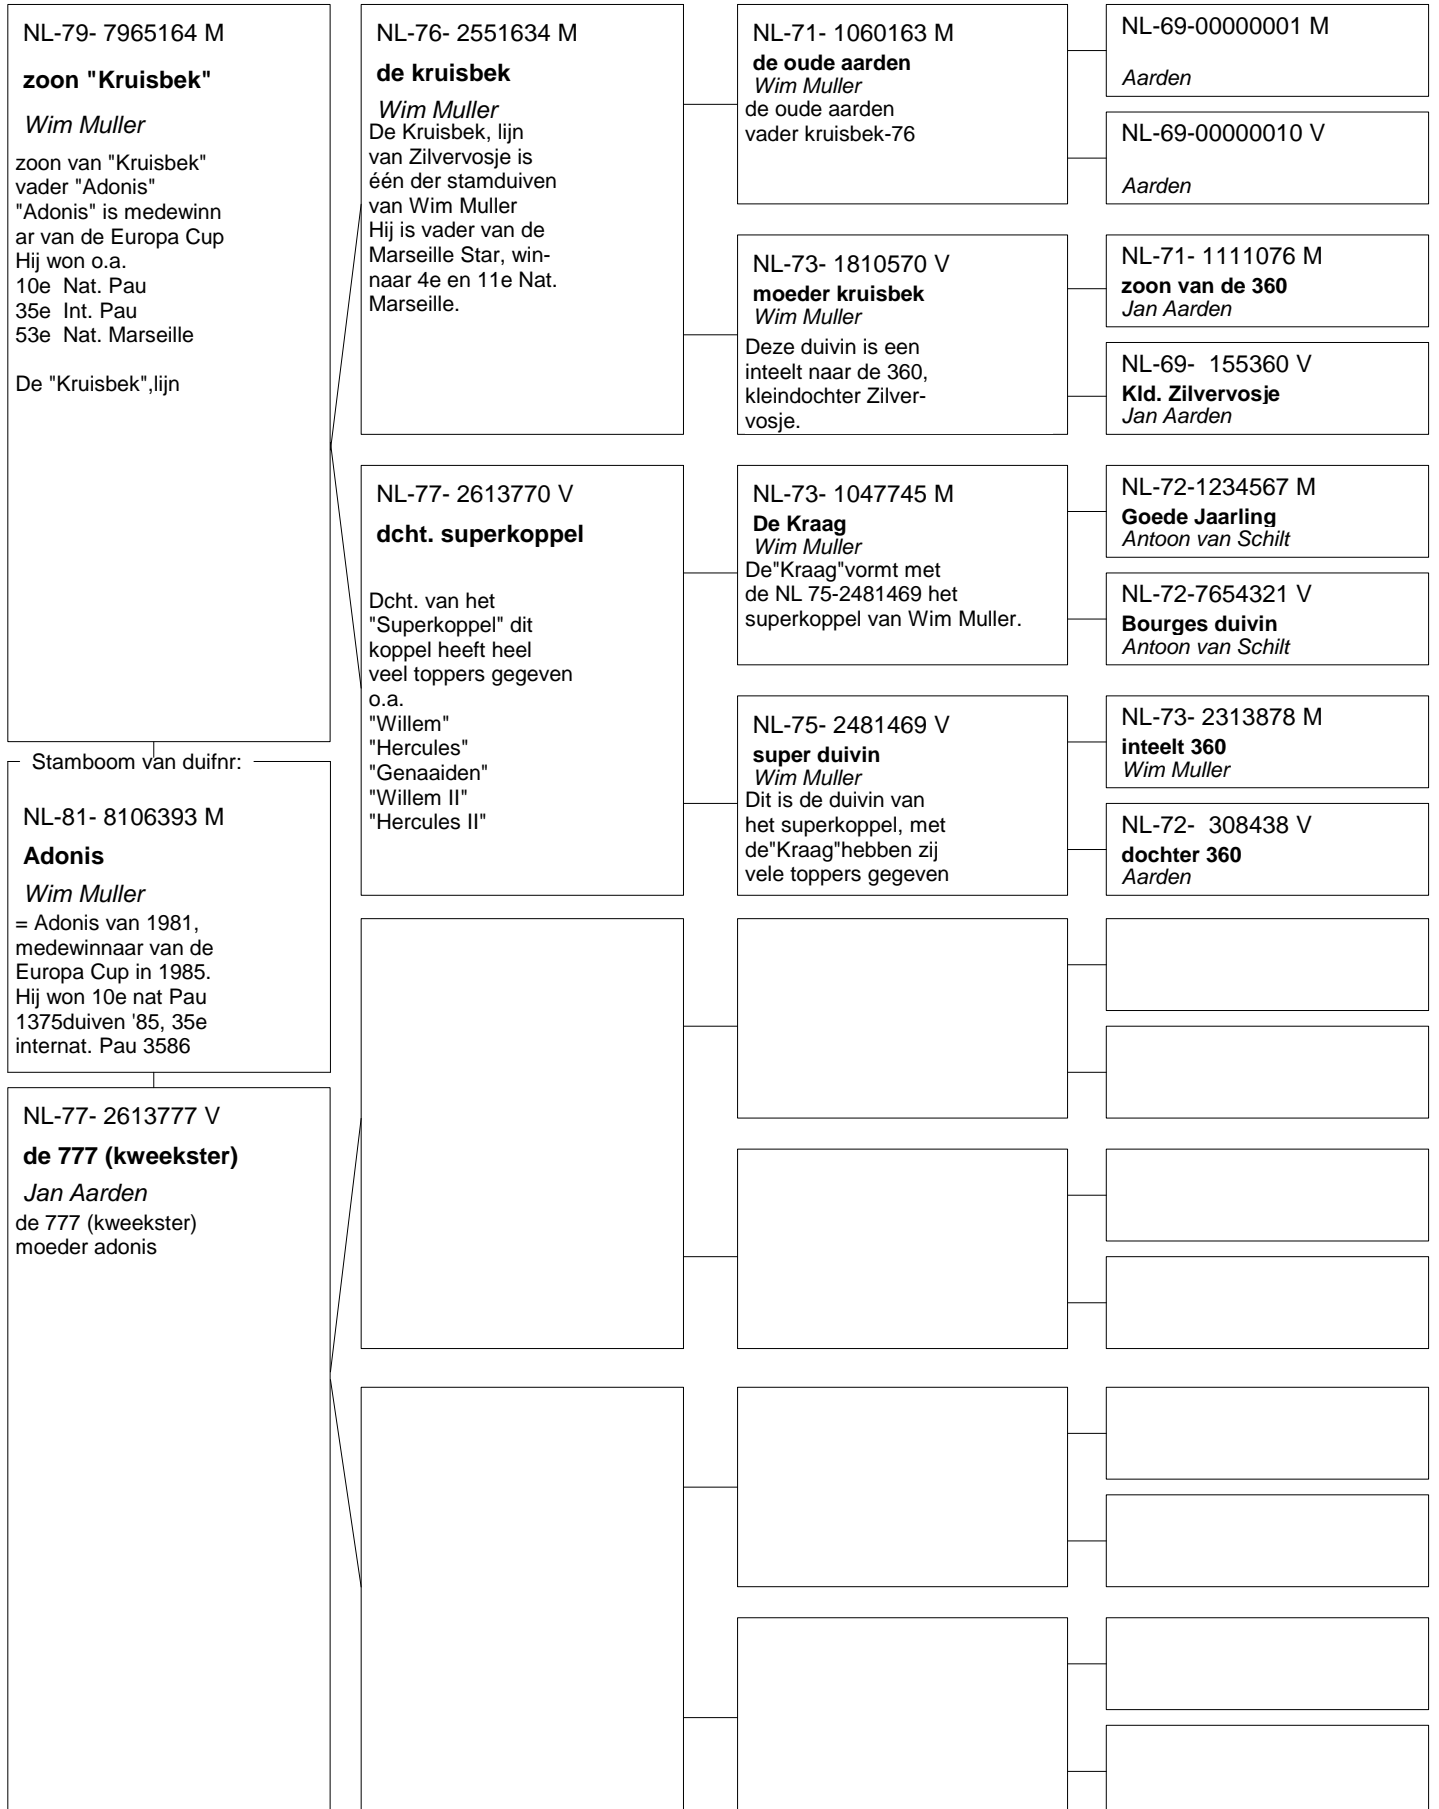 NL-79- 7965164 M
zoon "Kruisbek"
Wim Muller
zoon van "Kruisbek"
vader "Adonis"
"Adonis" is medewinn
ar van de Europa Cup
Hij won o.a.
10e Nat. Pau
35e Int. Pau
53e Nat. Marseille
De "Kruisbek",lijn
Stamboom van duifnr:
NL-81- 8106393 M
Adonis
Wim Muller
= Adonis van 1981,
medewinnaar van de
Europa Cup in 1985.
Hij won 10e nat Pau
1375duiven '85, 35e
internat. Pau 3586
NL-77- 2613777 V
de 777 (kweekster)
Jan Aarden
de 777 (kweekster)
moeder adonis
NL-76- 2551634 M
de kruisbek
Wim Muller
De Kruisbek, lijn
van Zilvervosje is
één der stamduiven
van Wim Muller
Hij is vader van de
Marseille Star, win-
naar 4e en 11e Nat.
Marseille.
NL-77- 2613770 V
dcht. superkoppel
Dcht. van het
"Superkoppel" dit
koppel heeft heel
veel toppers gegeven
o.a.
"Willem"
"Hercules"
"Genaaiden"
"Willem II"
"Hercules II"
NL-71- 1060163 M
de oude aarden
Wim Muller
de oude aarden
vader kruisbek-76
NL-73- 1810570 V
moeder kruisbek
Wim Muller
Deze duivin is een
inteelt naar de 360,
kleindochter Zilver-
vosje.
NL-73- 1047745 M
De Kraag
Wim Muller
De"Kraag"vormt met
de NL 75-2481469 het
superkoppel van Wim Muller.
NL-75- 2481469 V
super duivin
Wim Muller
Dit is de duivin van
het superkoppel, met
de"Kraag"hebben zij
vele toppers gegeven
NL-69-00000001 M
Aarden
NL-69-00000010 V
Aarden
NL-71- 1111076 M
zoon van de 360
Jan Aarden
NL-69- 155360 V
Kld. Zilvervosje
Jan Aarden
NL-72-1234567 M
Goede Jaarling
Antoon van Schilt
NL-72-7654321 V
Bourges duivin
Antoon van Schilt
NL-73- 2313878 M
inteelt 360
Wim Muller
NL-72- 308438 V
dochter 360
Aarden